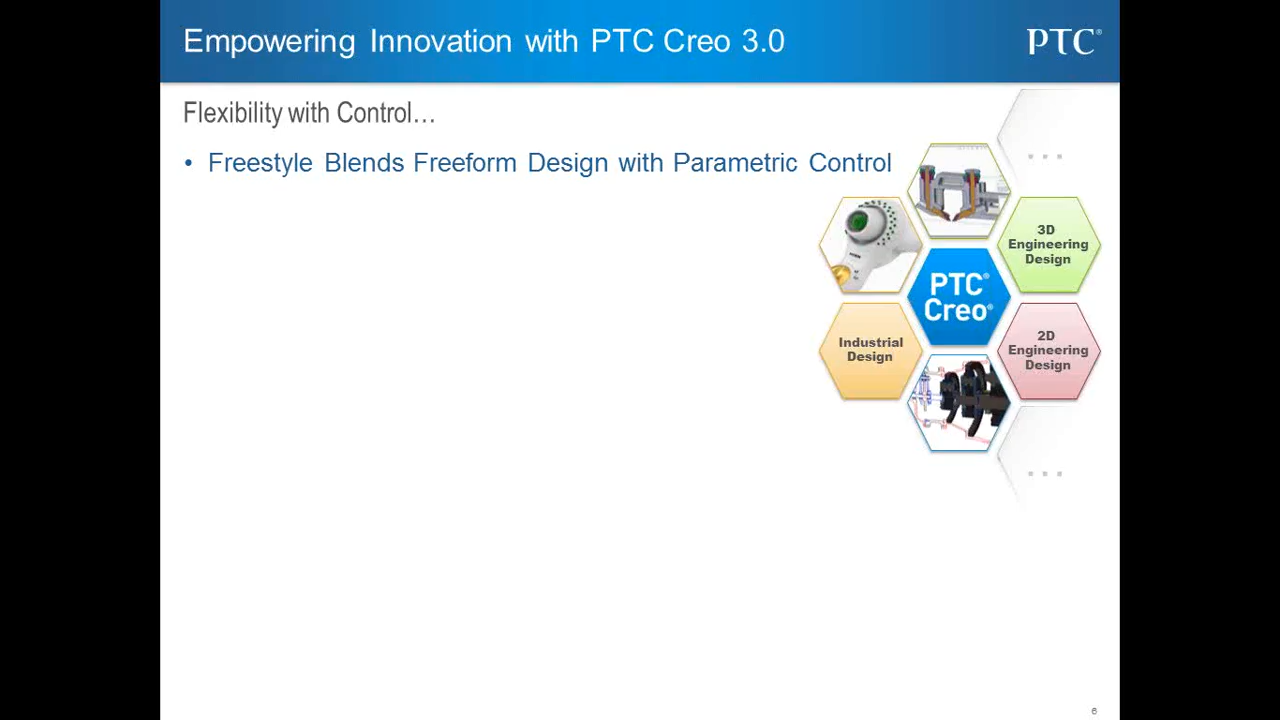 Empowering Innovation with PTC Creo 3.0
PTC®
Flexibility with Control…
• Freestyle Blends Freeform Design with Parametric Control
3D
Engineering
Design
PTC®
Creo®
Industrial
Design
2D
Engineering
Design
6